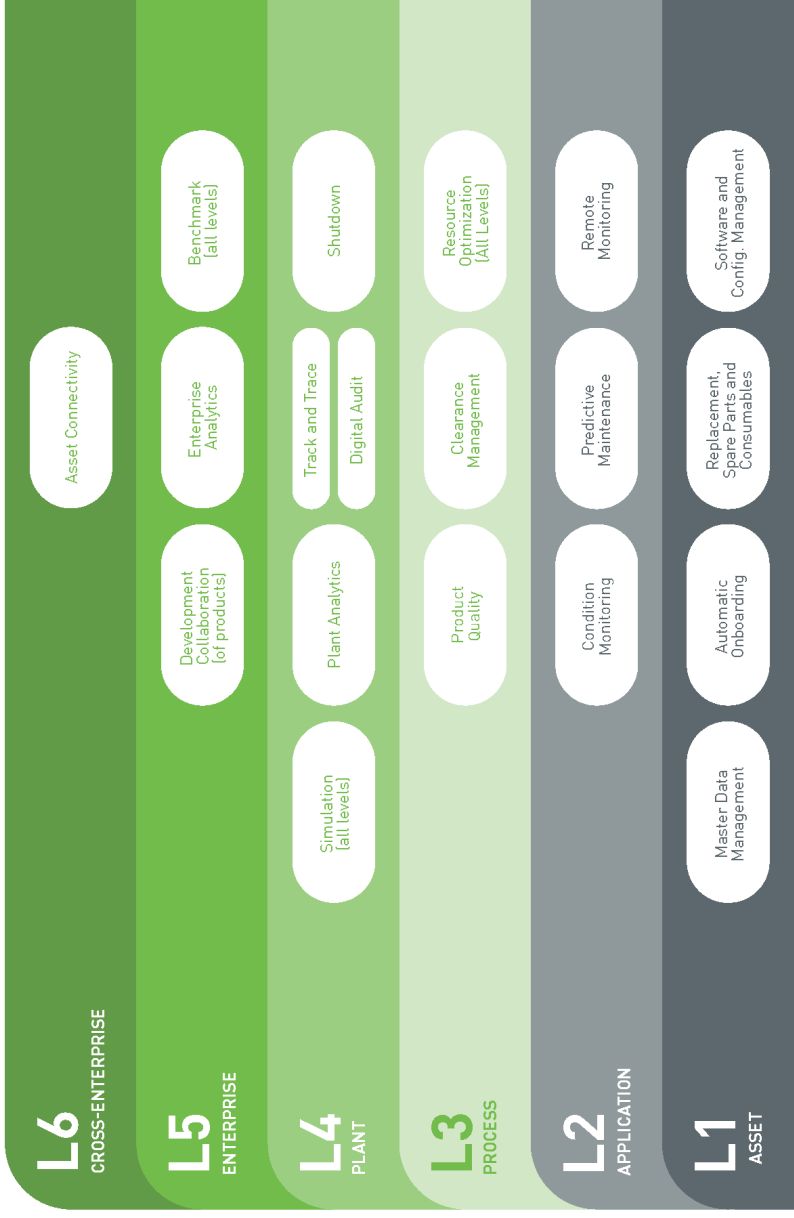 L6
CROSS-ENTERPRISE
Asset Connectivity
L5
ENTERPRISE
Development
Collaboration
(of products)
Enterprise
Analytics
Benchmark
(all levels)
L4
PLANT
Simulation
(all levels)
Plant Analytics
Track and Trace
Digital Audit
Shutdown
L3
PROCESS
Product
Quality
Clearance
Management
Resource
Optimization
(All Levels)
L2
APPLICATION
Condition
Monitoring
Predictive
Maintenance
Remote
Monitoring
L1
ASSET
Master Data
Management
Automatic
Onboarding
Replacement,
Spare Parts and
Consumables
Software and
Config. Management